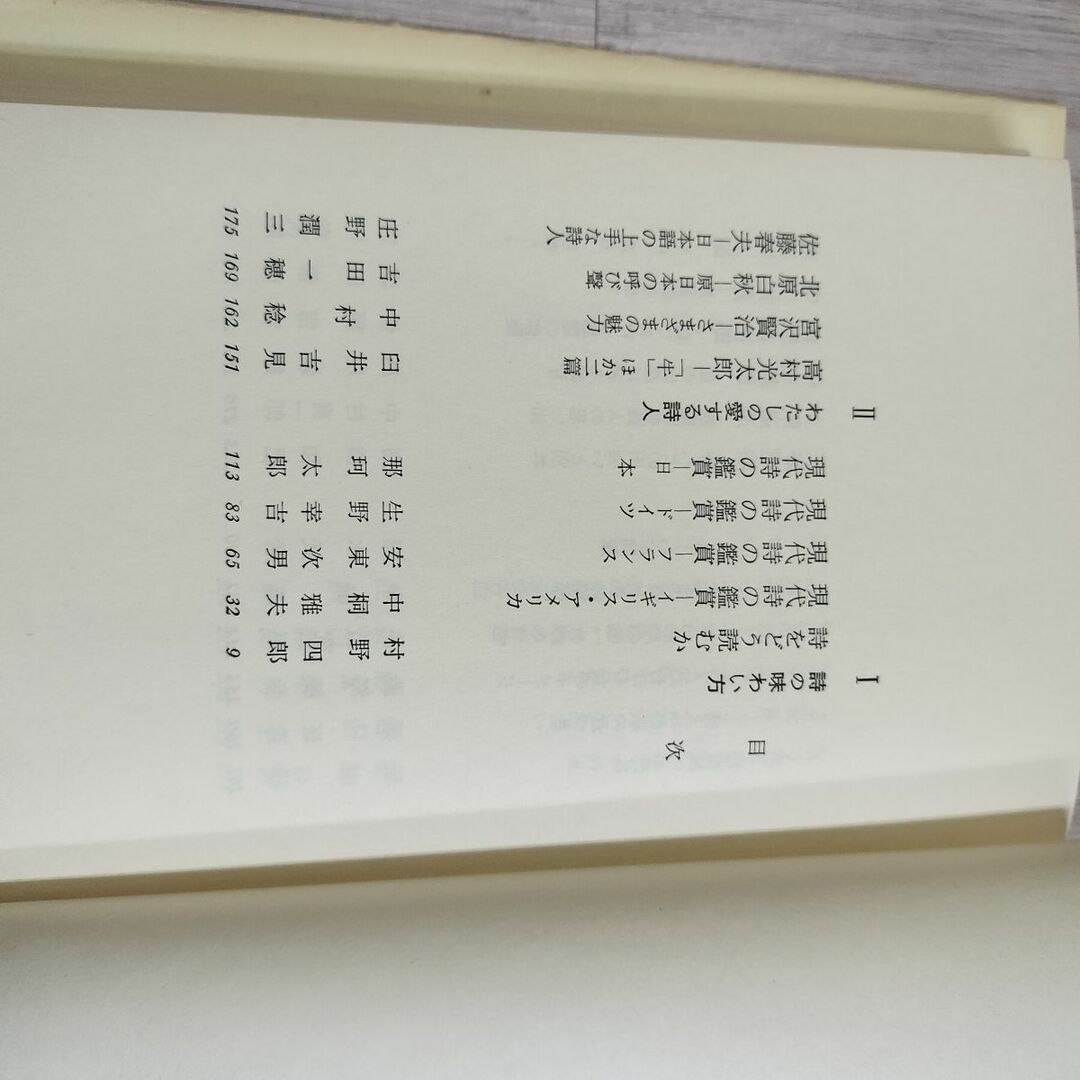 目次
I 詩の味わい方
詩をどう読むか 村野四郎 9
現代詩の鑑賞―イギリス・アメリカ 中桐雅夫 32
現代詩の鑑賞―フランス 安東次男 65
現代詩の鑑賞―ドイツ 生野幸吉 83
現代詩の鑑賞―日本 那珂太郎 113
II わたしの愛する詩人
高村光太郎―「牛」ほか二篇 臼井吉見 151
宮沢賢治―さまざまの魅力 中村稔 162
北原白秋―原日本の呼び聲 吉田一穂 169
佐藤春夫―日本語の上手な詩人 庄野潤三 175